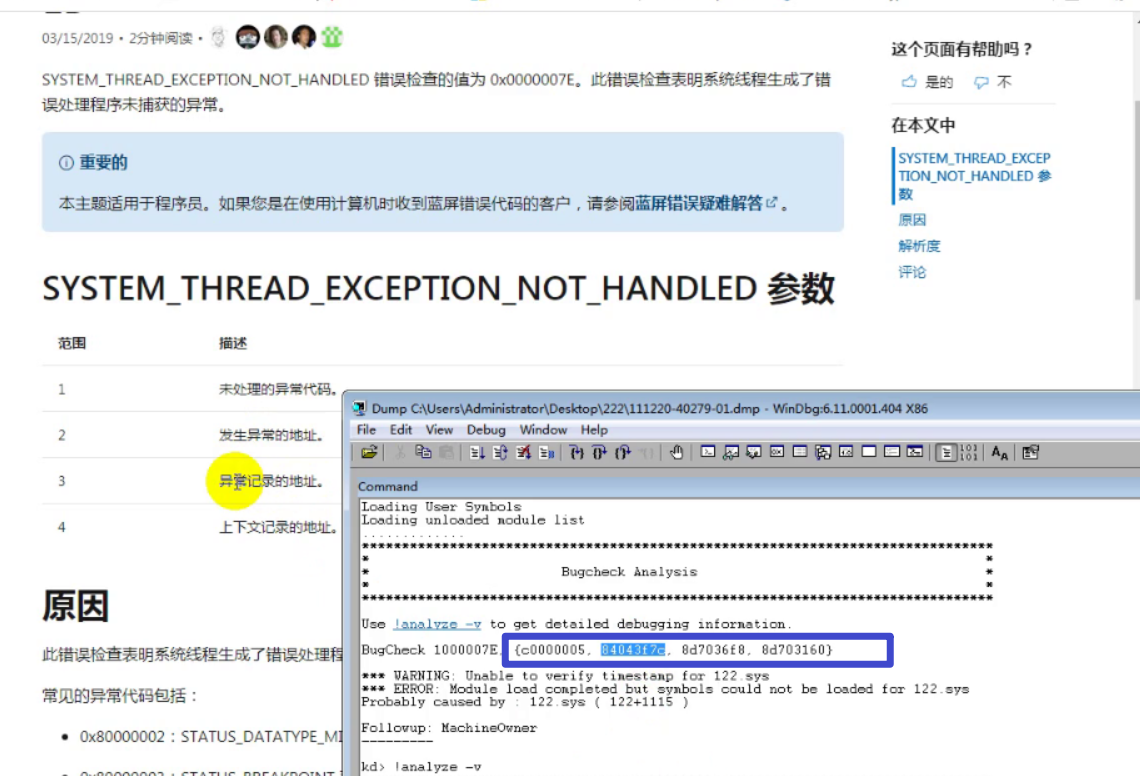 03/15/2019 • 2分钟阅读 •
SYSTEM_THREAD_EXCEPTION_NOT_HANDLED 错误检查的值为 0x0000007E。此错误检查表明系统线程生成了错
误处理程序未捕获的异常。
重要的
本主题适用于程序员。如果您是在使用计算机时收到蓝屏错误代码的客户，请参阅蓝屏错误疑难解答。
SYSTEM_THREAD_EXCEPTION_NOT_HANDLED 参数
范围 描述
1 未处理的异常代码。
2 发生异常的地址。
3 异常记录的地址。
4 上下文记录的地址。
原因
此错误检查表明系统线程生成了错误处理程
常见的异常代码包括：
• 0x80000002：STATUS_DATATYPE_MI
这个页面有帮助吗？
是的 不
在本文中
SYSTEM_THREAD_EXCEP
TION_NOT_HANDLED 参
数
原因
解析度
评论
Dump C:\Users\Administrator\Desktop\222\111220-40279-01.dmp - WinDbg:6.11.0001.404 X86
File Edit View Debug Window Help
Command
Loading User Symbols
Loading unloaded module list
.............
*******************************************************************************
* *
* Bugcheck Analysis *
* *
*******************************************************************************
Use !analyze -v to get detailed debugging information.
BugCheck 1000007E, {c0000005, 84043f7c, 8d7036f8, 8d703160}
*** WARNING: Unable to verify timestamp for 122.sys
*** ERROR: Module load completed but symbols could not be loaded for 122.sys
Probably caused by : 122.sys ( 122+1115 )
Followup: MachineOwner
---------
kd> !analyze -v